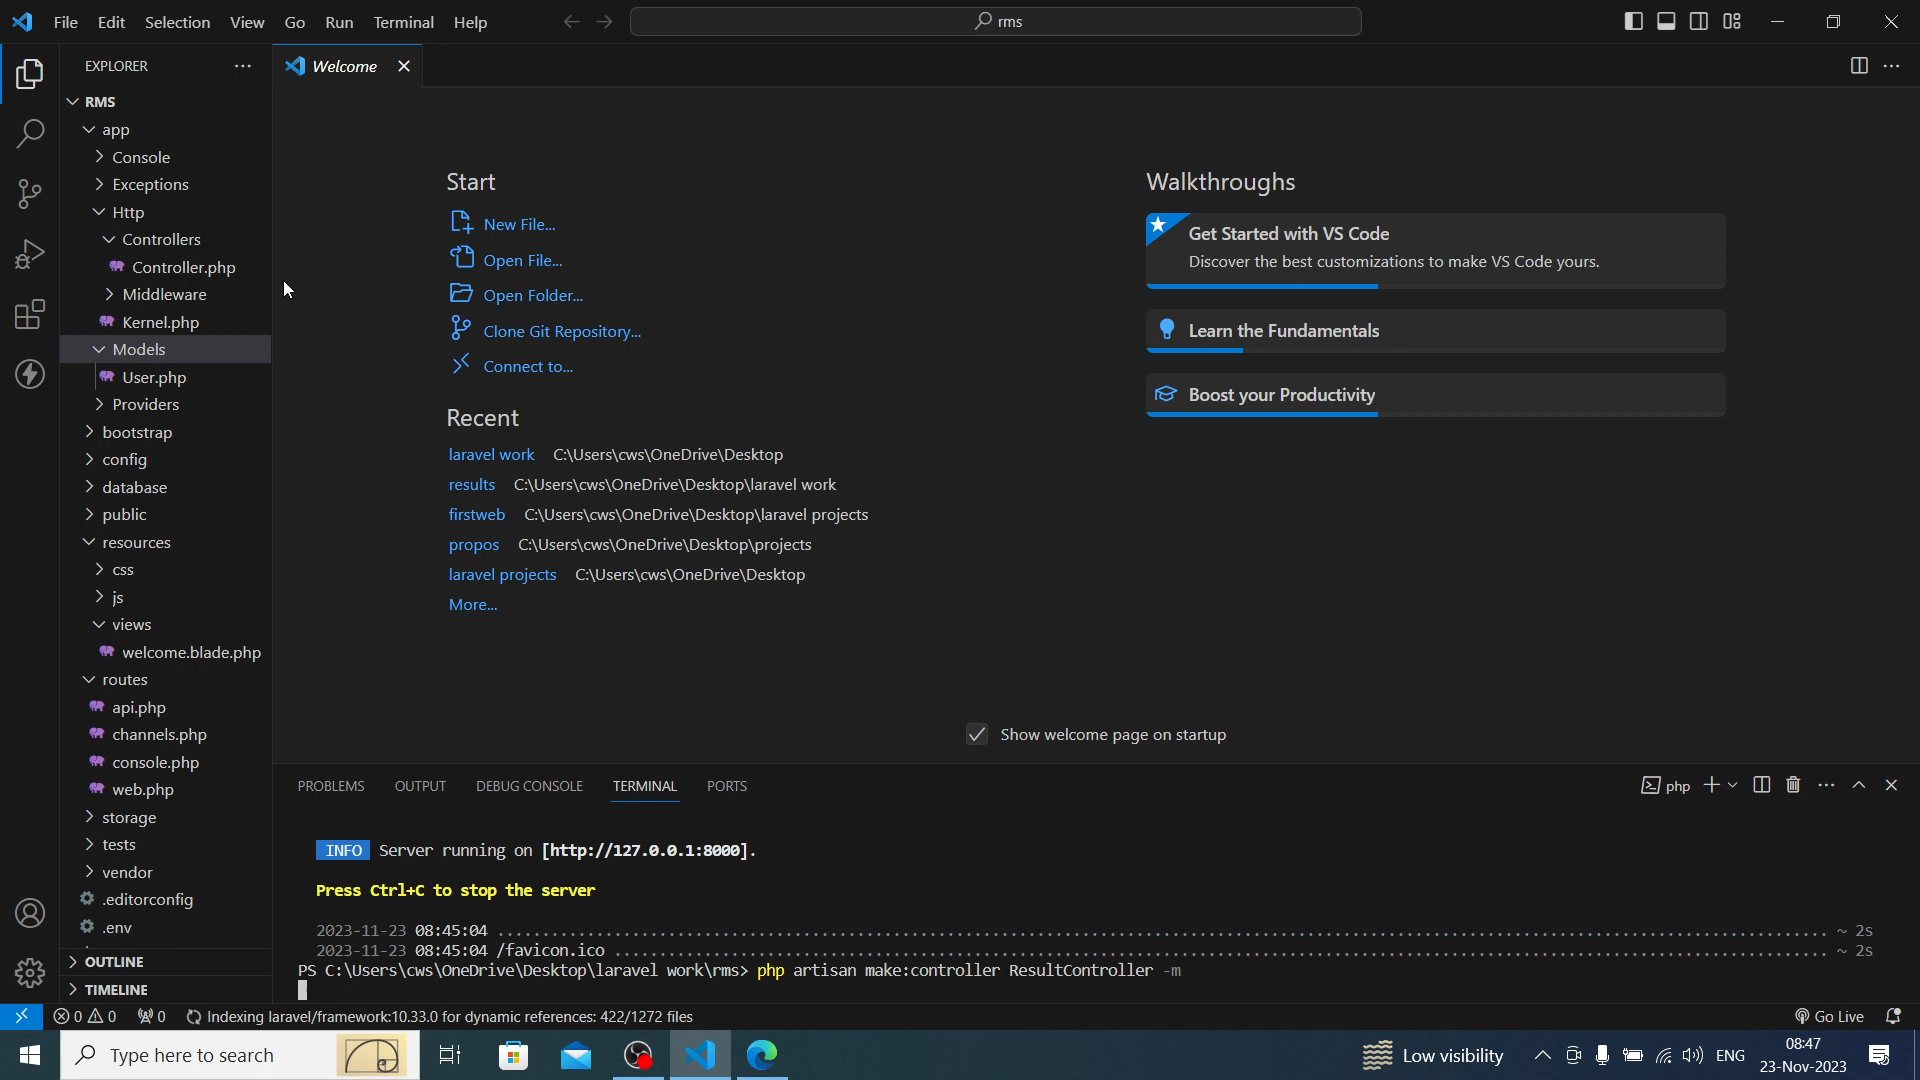 File Edit Selection View Go Run Terminal Help
rms
EXPLORER
Welcome
RMS
app
Console
Exceptions
Http
Controllers
Controller.php
Middleware
Kernel.php
Models
User.php
Providers
bootstrap
config
database
public
resources
css
js
views
welcome.blade.php
routes
api.php
channels.php
console.php
web.php
storage
tests
vendor
.editorconfig
.env
OUTLINE
TIMELINE
Start
New File...
Open File...
Open Folder...
Clone Git Repository...
Connect to...
Recent
laravel work C:\Users\cws\OneDrive\Desktop
results C:\Users\cws\OneDrive\Desktop\laravel work
firstweb C:\Users\cws\OneDrive\Desktop\laravel projects
propos C:\Users\cws\OneDrive\Desktop\projects
laravel projects C:\Users\cws\OneDrive\Desktop
More...
Walkthroughs
Get Started with VS Code
Discover the best customizations to make VS Code yours.
Learn the Fundamentals
Boost your Productivity
Show welcome page on startup
PROBLEMS OUTPUT DEBUG CONSOLE TERMINAL PORTS
php
INFO Server running on [http://127.0.0.1:8000].
Press Ctrl+C to stop the server
2023-11-23 08:45:04 ........ ~ 2s
2023-11-23 08:45:04 /favicon.ico ........ ~ 2s
PS C:\Users\cws\OneDrive\Desktop\laravel work\rms> php artisan make:controller ResultController -m
0 0 0 Indexing laravel/framework:10.33.0 for dynamic references: 422/1272 files
Go Live
Type here to search
Low visibility
ENG
08:47
23-Nov-2023